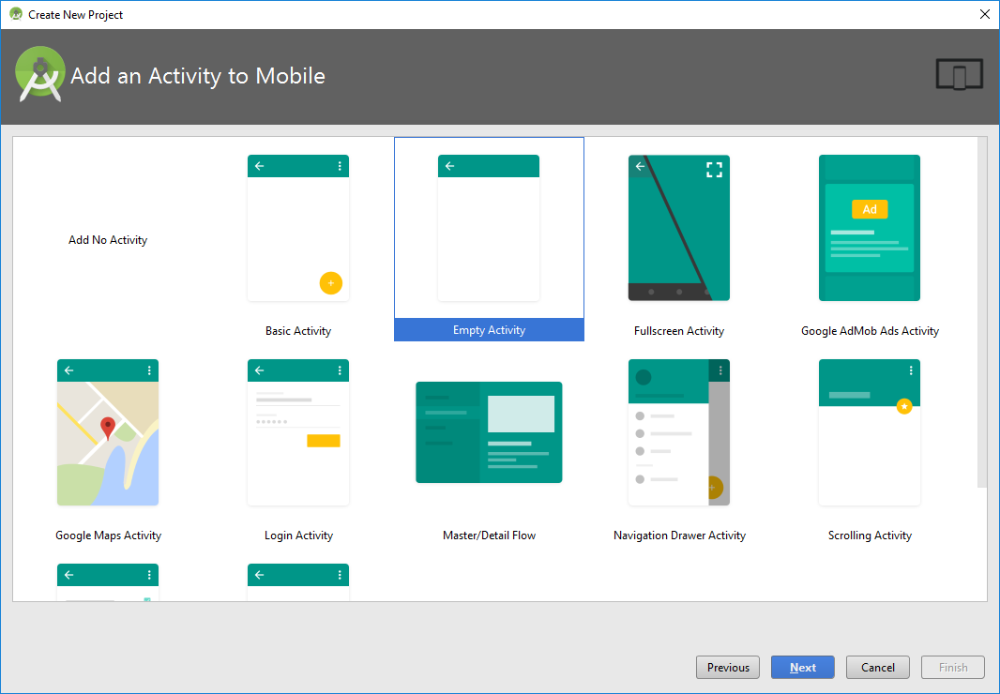 Create New Project
Add an Activity to Mobile
Ad
Add No Activity
Basic Activity
Empty Activity
Fullscreen Activity
Google AdMob Ads Activity
Google Maps Activity
Login Activity
Master/Detail Flow
Navigation Drawer Activity
Scrolling Activity
Previous
Next
Cancel
Finish